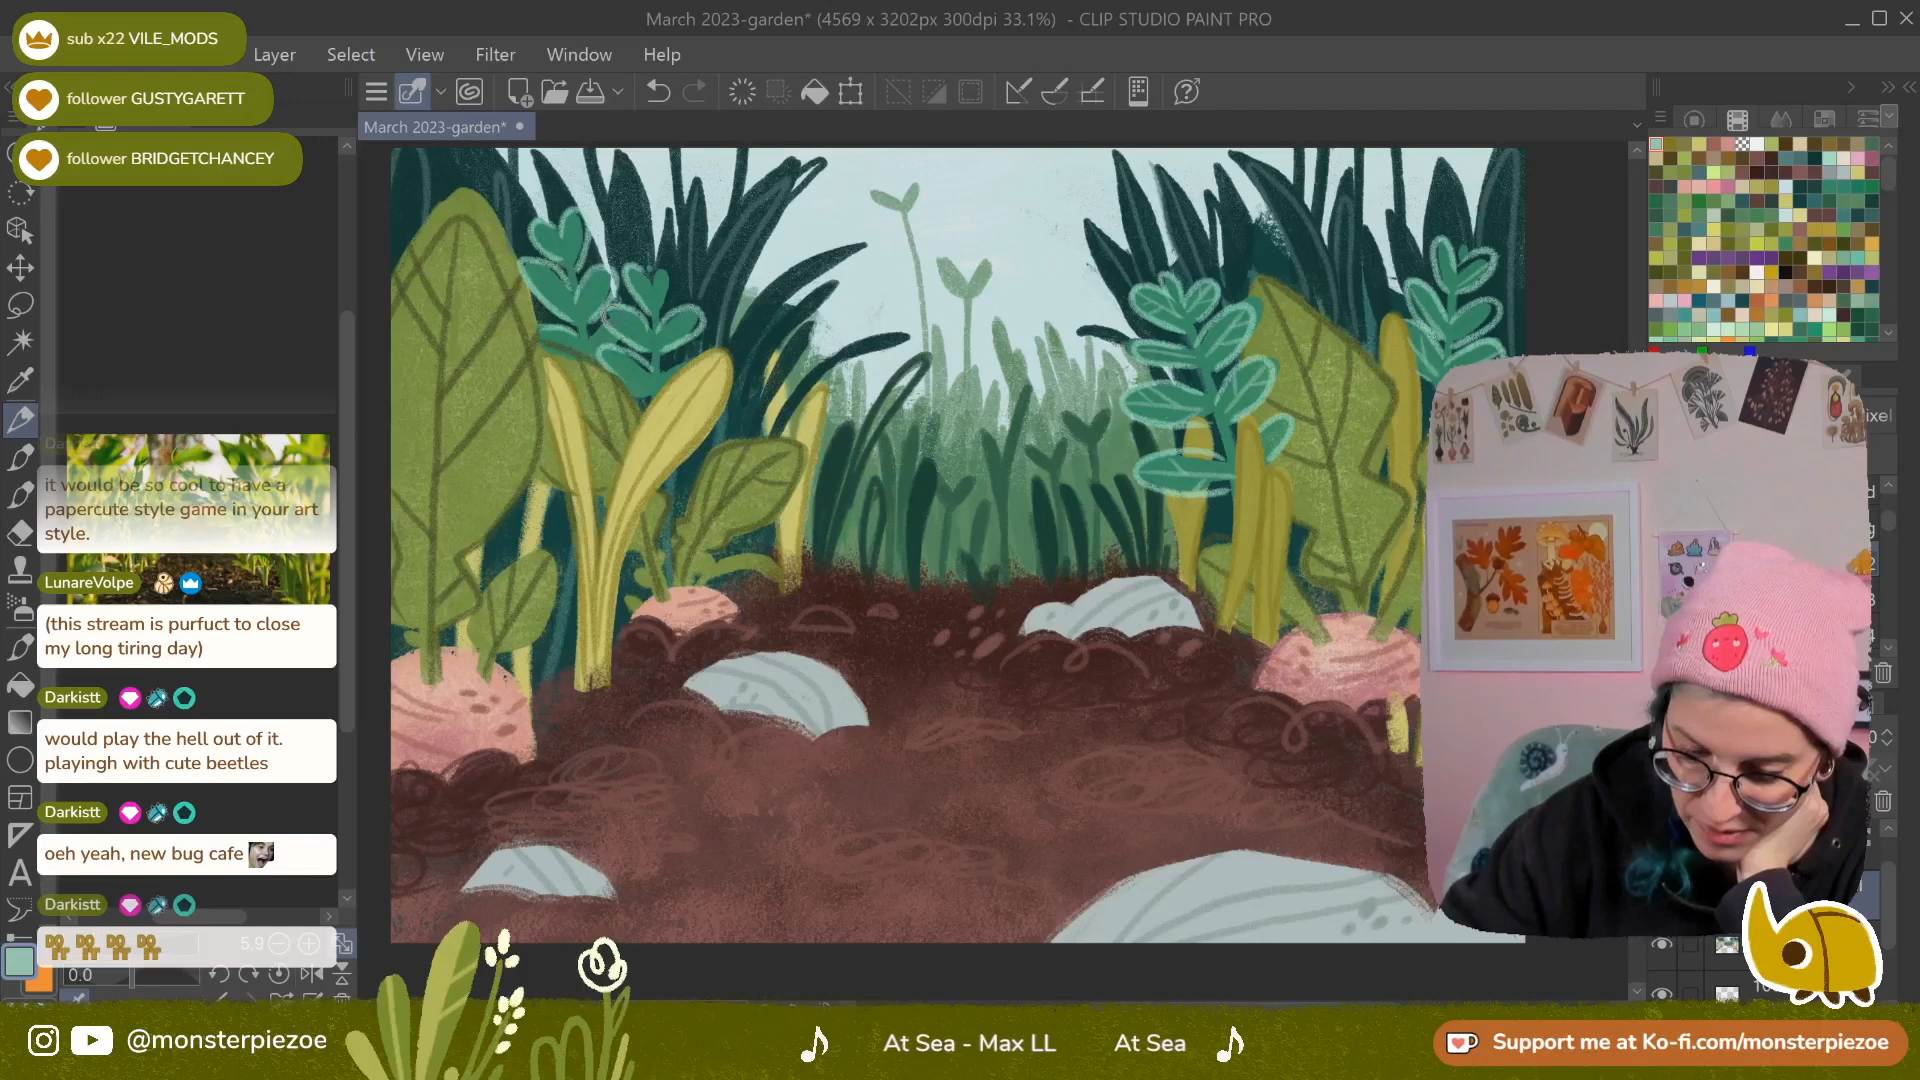 March 2023-garden* (4569 x 3202px 300dpi 33.1%) - CLIP STUDIO PAINT PRO
sub x22 VILE_MODS
Layer Select View Filter Window Help
follower GUSTYGARETT
March 2023-garden*
follower BRIDGETCHANCEY
it would be so cool to have a
papercute style game in your art
style.
LunareVolpe
(this stream is purfuct to close
my long tiring day)
Darkistt
would play the hell out of it.
playingh with cute beetles
Darkistt
oeh yeah, new bug cafe
Darkistt
5.9
0.0
@monsterpiezoe
At Sea - Max LL At Sea
Support me at Ko-fi.com/monsterpiezoe